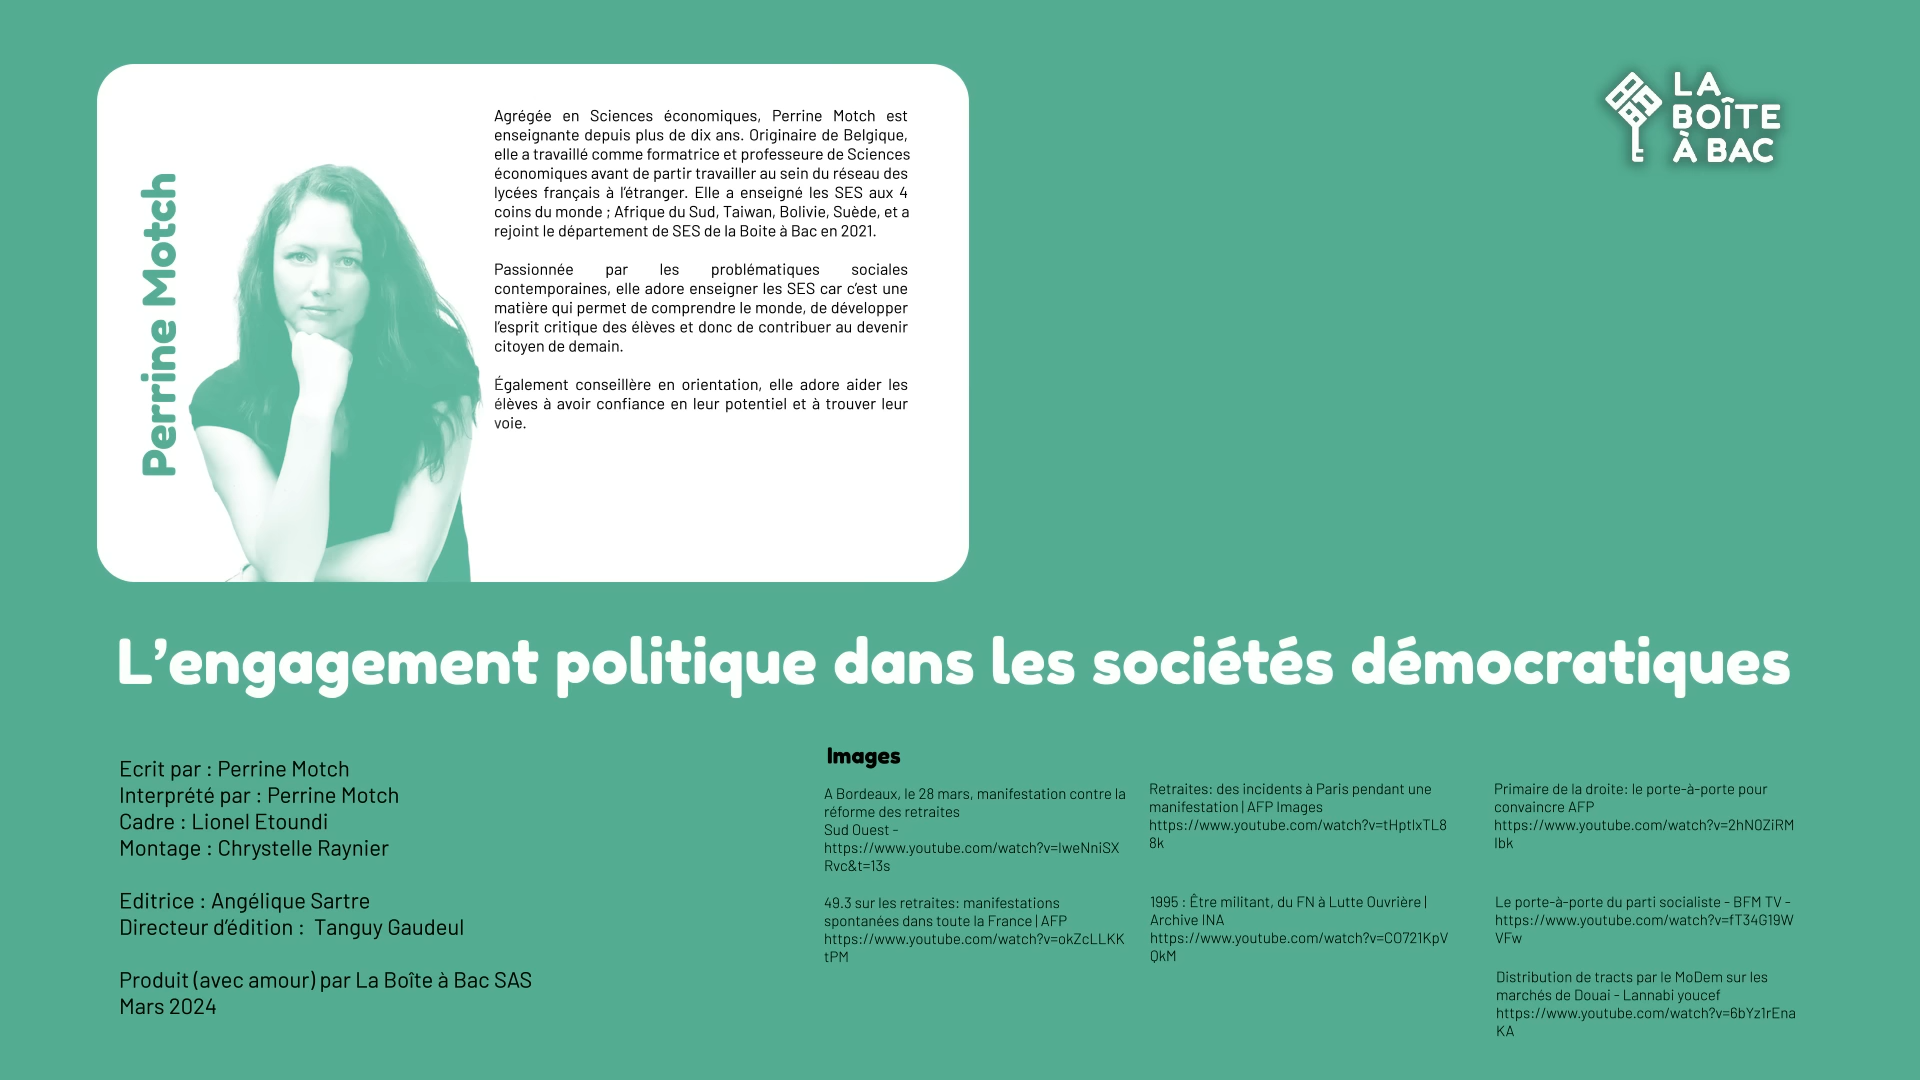 Perrine Motch
Agrégée en Sciences économiques, Perrine Motch est
enseignante depuis plus de dix ans. Originaire de Belgique,
elle a travaillé comme formatrice et professeure de Sciences
économiques avant de partir travailler au sein du réseau des
lycées français à l'étranger. Elle a enseigné les SES aux 4
coins du monde ; Afrique du Sud, Taiwan, Bolivie, Suède, et a
rejoint le département de SES de la Boite à Bac en 2021.
Passionnée par les problématiques sociales
contemporaines, elle adore enseigner les SES car c'est une
matière qui permet de comprendre le monde, de développer
l'esprit critique des élèves et donc de contribuer au devenir
citoyen de demain.
Également conseillère en orientation, elle adore aider les
élèves à avoir confiance en leur potentiel et à trouver leur
voie.
LA
BOÎTE
À BAC
L'engagement politique dans les sociétés démocratiques
Ecrit par : Perrine Motch
Interprété par : Perrine Motch
Cadre : Lionel Etoundi
Montage : Chrystelle Raynier
Editrice : Angélique Sartre
Directeur d'édition :  Tanguy Gaudeul
Produit (avec amour) par La Boîte à Bac SAS
Mars 2024
Images
A Bordeaux, le 28 mars, manifestation contre la
réforme des retraites
Sud Ouest -
https://www.youtube.com/watch?v=IweNniSX
Rvc&t=13s
49.3 sur les retraites: manifestations
spontanées dans toute la France | AFP
https://www.youtube.com/watch?v=okZcLLKK
tPM
Retraites: des incidents à Paris pendant une
manifestation | AFP Images
https://www.youtube.com/watch?v=tHptIxTL8
8k
1995 : Être militant, du FN à Lutte Ouvrière |
Archive INA
https://www.youtube.com/watch?v=CO721KpV
QkM
Primaire de la droite: le porte-à-porte pour
convaincre AFP
https://www.youtube.com/watch?v=2hN0ZiRM
Ibk
Le porte-à-porte du parti socialiste - BFM TV -
https://www.youtube.com/watch?v=fT34G19W
VFw
Distribution de tracts par le MoDem sur les
marchés de Douai - Lannabi youcef
https://www.youtube.com/watch?v=6bYz1rEna
KA